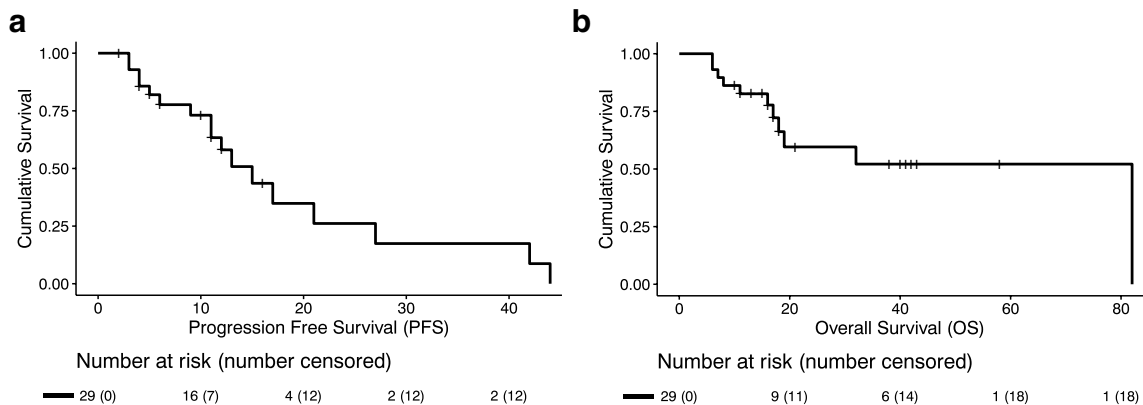 a
1.00
0.75
0.50
0.25
0.00
Cumulative Survival
0 10 20 30 40
Progression Free Survival (PFS)
Number at risk (number censored)
29 (0) 16 (7) 4 (12) 2 (12) 2 (12)
b
1.00
0.75
0.50
0.25
0.00
Cumulative Survival
0 20 40 60 80
Overall Survival (OS)
Number at risk (number censored)
29 (0) 9 (11) 6 (14) 1 (18) 1 (18)